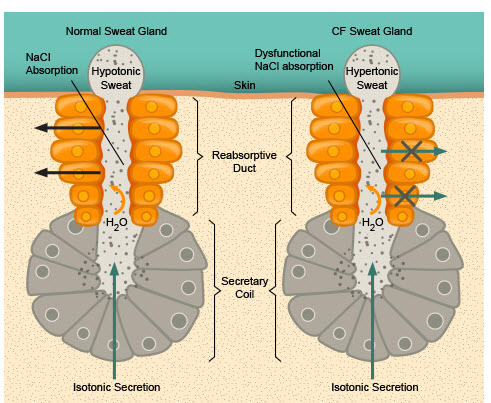 Normal Sweat Gland
CF Sweat Gland
NaCl
Absorption
Hypotonic
Sweat
Dysfunctional
NaCl absorption
Hypertonic
Sweat
Skin
Reabsorptive
Duct
H2O
H2O
Secretary
Coil
Isotonic Secretion
Isotonic Secretion